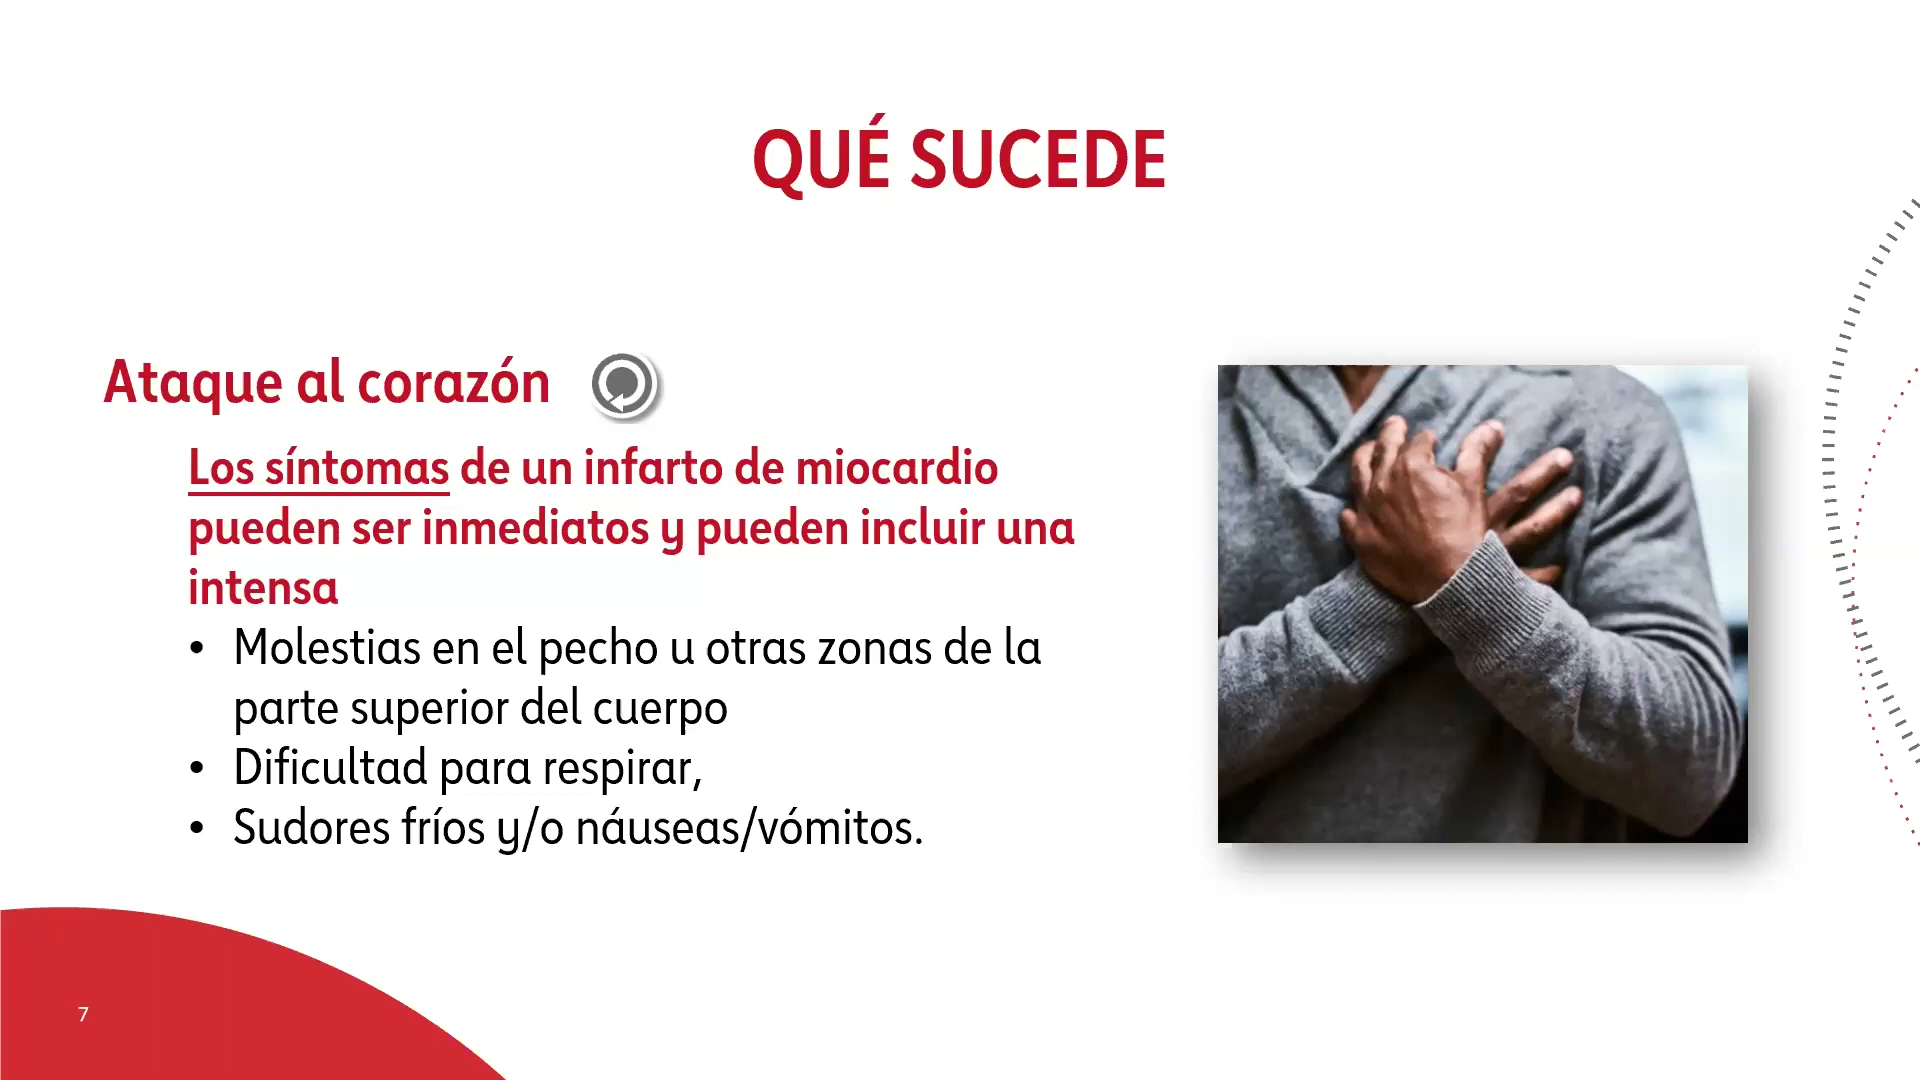 QUÉ SUCEDE
Ataque al corazón
Los síntomas de un infarto de miocardio
pueden ser inmediatos y pueden incluir una
intensa
• Molestias en el pecho u otras zonas de la
parte superior del cuerpo
• Dificultad para respirar,
• Sudores fríos y/o náuseas/vómitos.
7